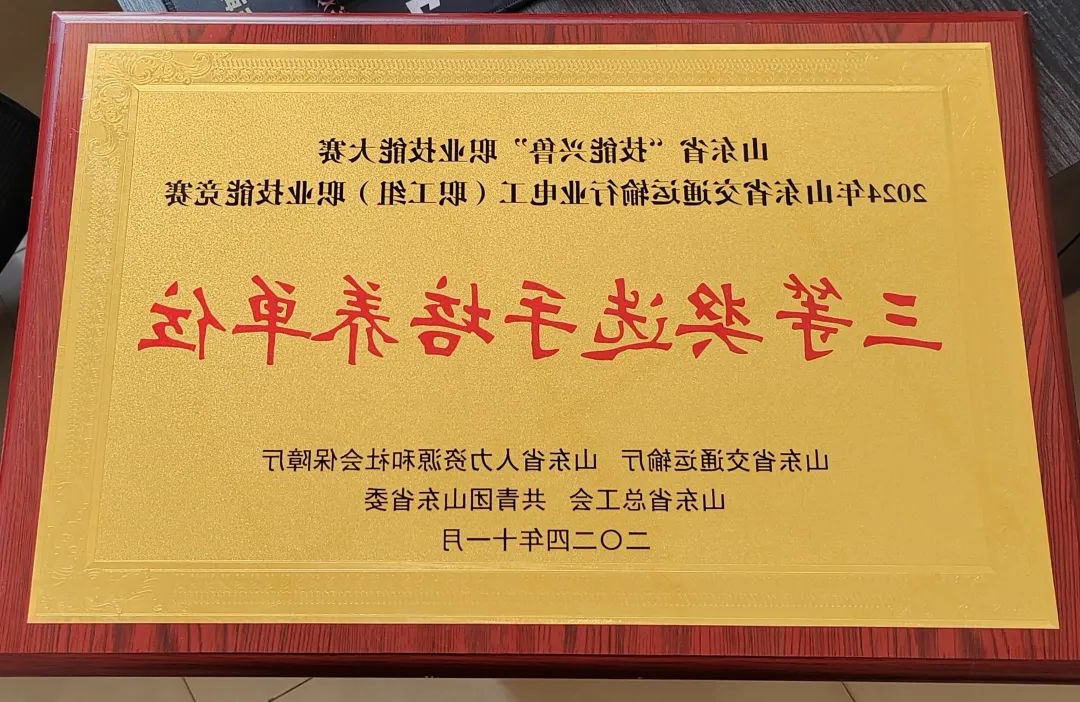 山东省“技能兴鲁”职业技能大赛
2024年山东省交通运输行业电工（职工组）职业技能竞赛
三等奖选手培养单位
山东省交通运输厅 山东省人力资源和社会保障厅
山东省总工会 共青团山东省委
二〇二四年十一月